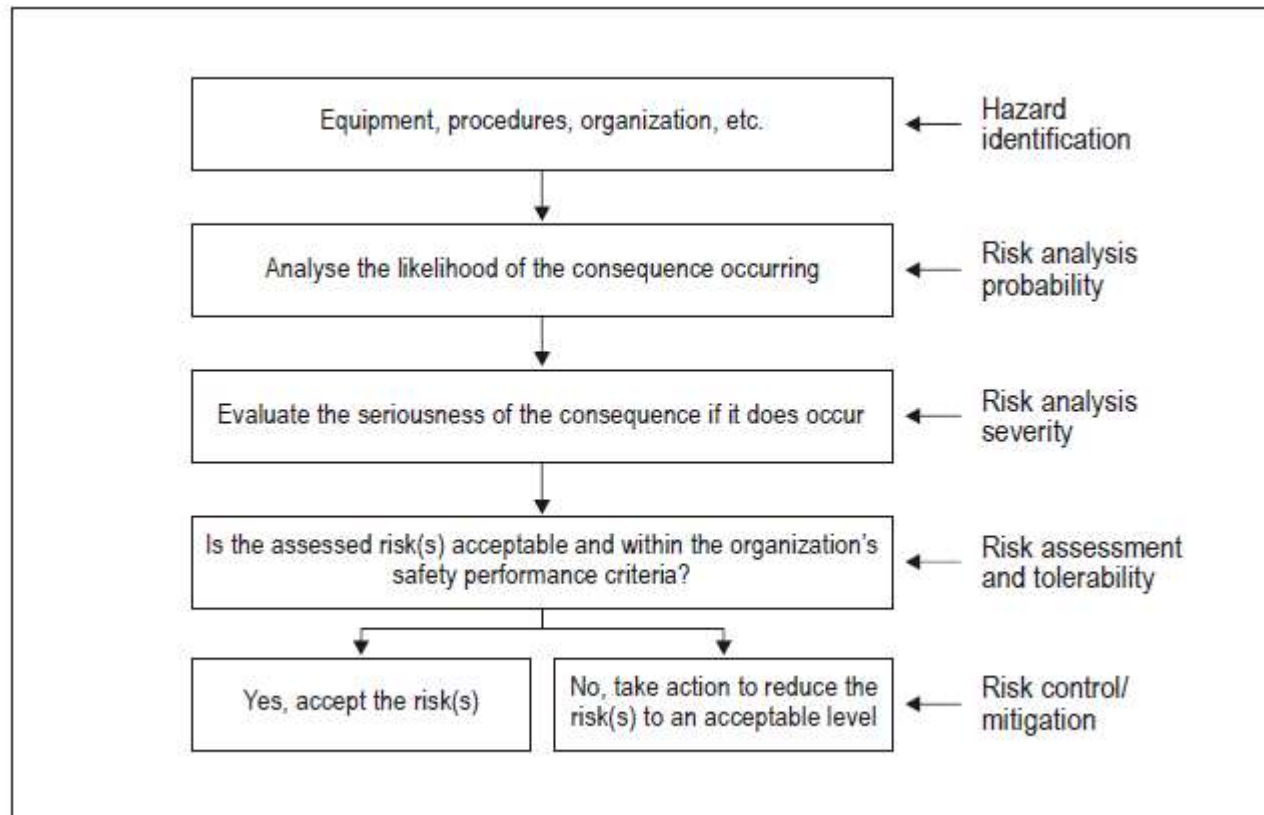 Equipment, procedures, organization, etc.
Hazard
identification
Analyse the likelihood of the consequence occurring
Risk analysis
probability
Evaluate the seriousness of the consequence if it does occur
Risk analysis
severity
Is the assessed risk(s) acceptable and within the organization's
safety performance criteria?
Risk assessment
and tolerability
Yes, accept the risk(s)
No, take action to reduce the
risk(s) to an acceptable level
Risk control/
mitigation